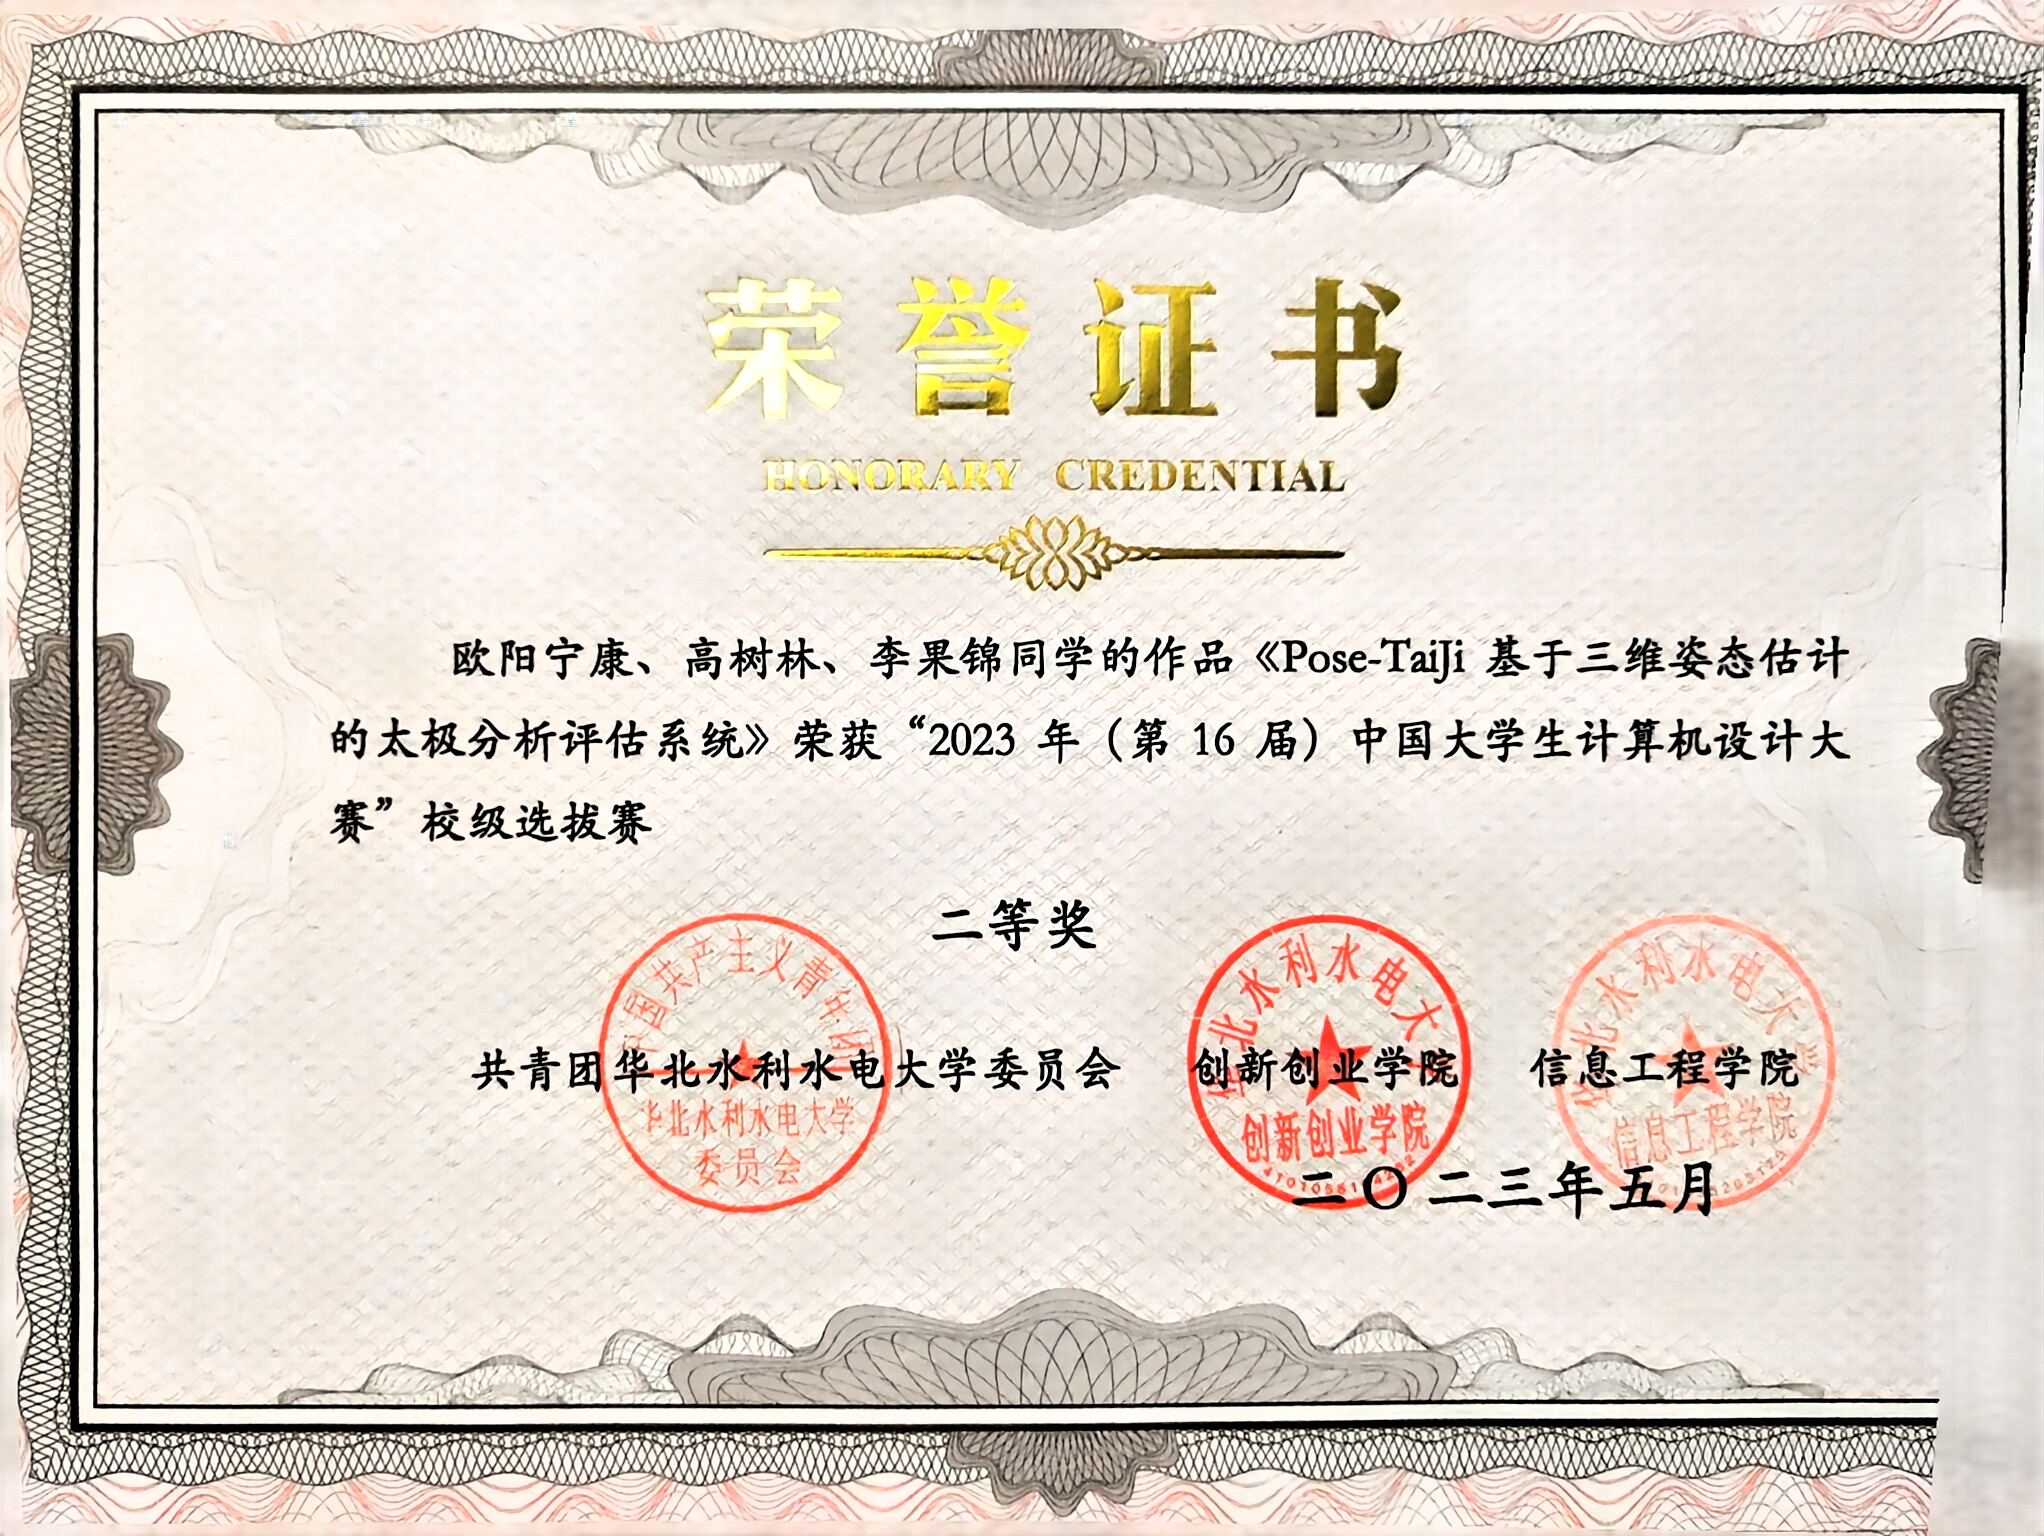 荣誉证书
HONORARY CREDENTIAL
欧阳宁康、高树林、李果锦同学的作品《Pose-TaiJi 基于三维姿态估计
的太极分析评估系统》荣获“2023 年（第 16 届）中国大学生计算机设计大
赛”校级选拔赛
二等奖
中国共产主义青年团
华北水利水电大学
委员会
华北水利水电大学
创新创业学院
华北水利水电大学
信息工程学院
共青团华北水利水电大学委员会 创新创业学院 信息工程学院
二〇二三年五月